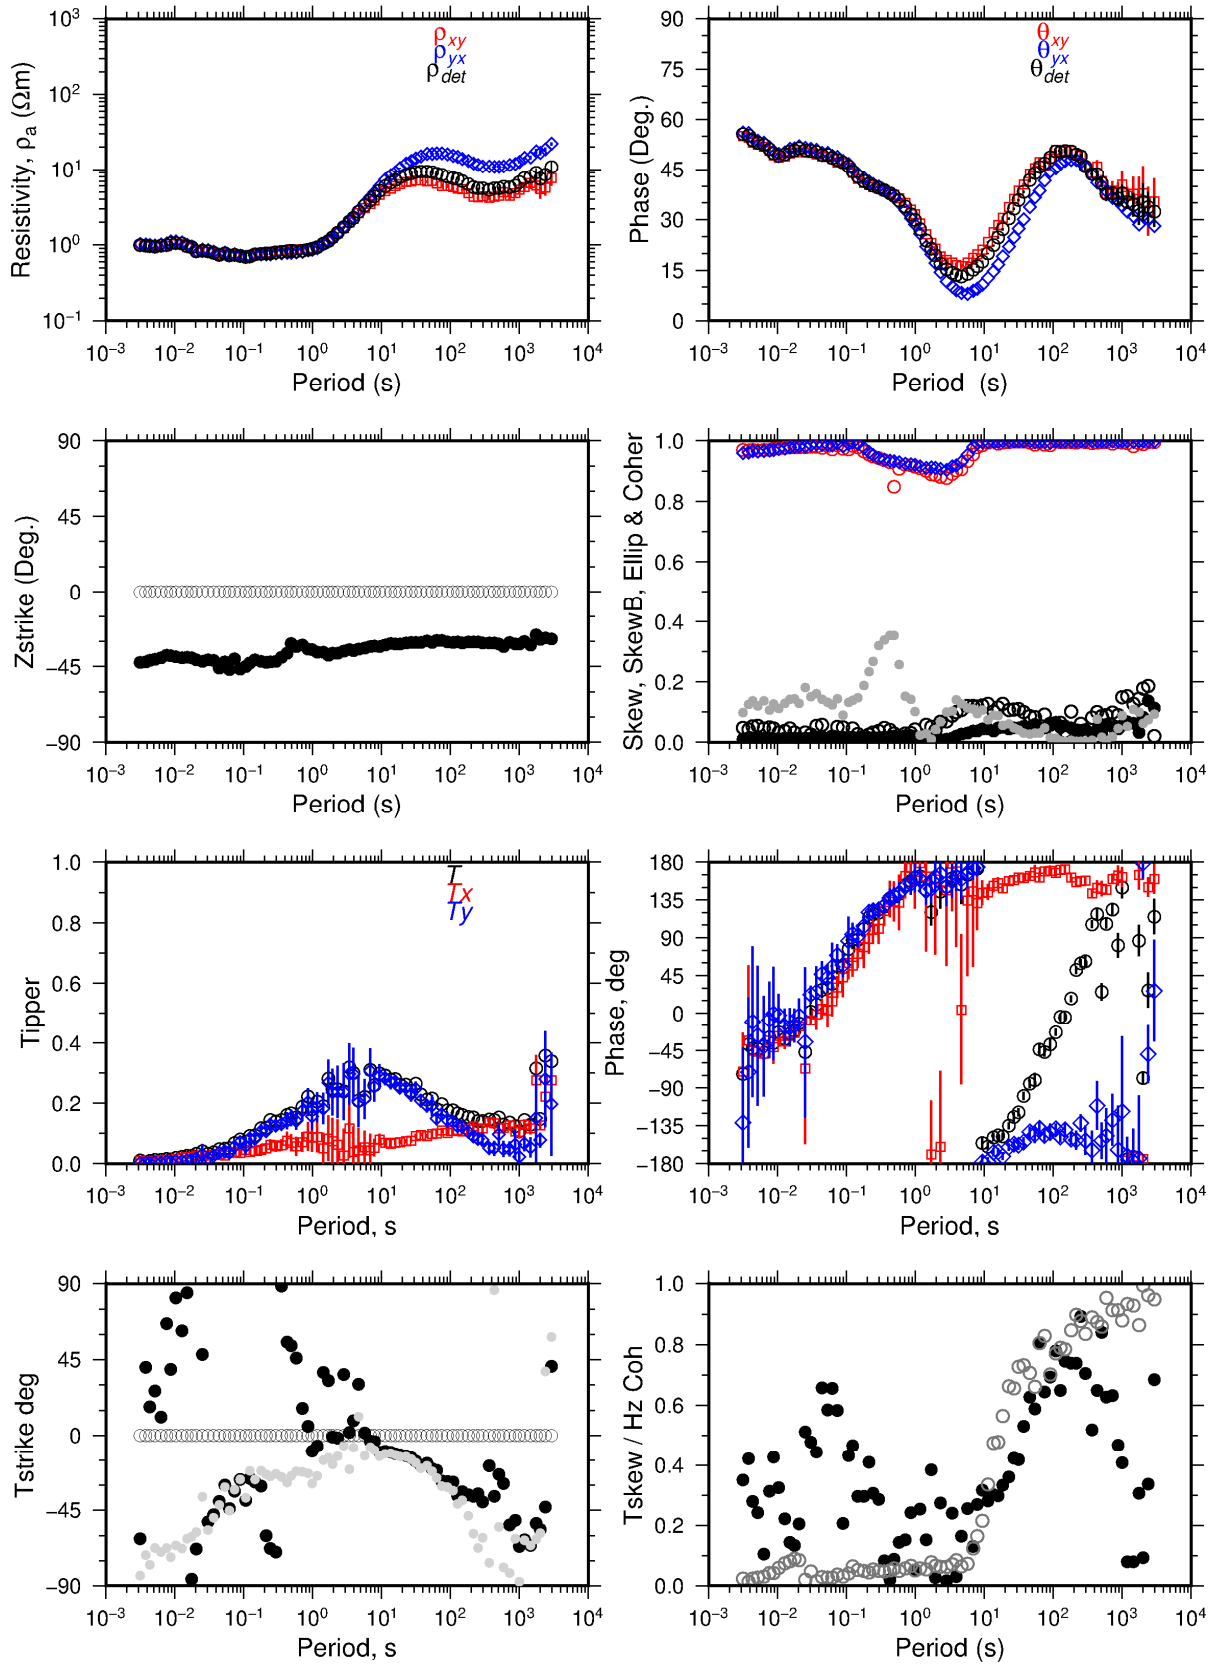 10³
10²
10¹
10⁰
10⁻¹
Resistivity, ρₐ (Ωm)
ρxy
ρyx
ρdet
10⁻³ 10⁻² 10⁻¹ 10⁰ 10¹ 10² 10³ 10⁴
Period (s)
90
75
60
45
30
15
0
Phase (Deg.)
θxy
θyx
θdet
10⁻³ 10⁻² 10⁻¹ 10⁰ 10¹ 10² 10³ 10⁴
Period (s)
90
45
0
−45
−90
Zstrike (Deg.)
10⁻³ 10⁻² 10⁻¹ 10⁰ 10¹ 10² 10³ 10⁴
Period (s)
1.0
0.8
0.6
0.4
0.2
0.0
Skew, SkewB, Ellip & Coher
10⁻³ 10⁻² 10⁻¹ 10⁰ 10¹ 10² 10³ 10⁴
Period (s)
1.0
0.8
0.6
0.4
0.2
0.0
Tipper
T
Tx
Ty
10⁻³ 10⁻² 10⁻¹ 10⁰ 10¹ 10² 10³ 10⁴
Period, s
180
135
90
45
0
−45
−90
−135
−180
Phase, deg
10⁻³ 10⁻² 10⁻¹ 10⁰ 10¹ 10² 10³ 10⁴
Period, s
90
45
0
−45
−90
Tstrike deg
10⁻³ 10⁻² 10⁻¹ 10⁰ 10¹ 10² 10³ 10⁴
Period, s
1.0
0.8
0.6
0.4
0.2
0.0
Tskew / Hz Coh
10⁻³ 10⁻² 10⁻¹ 10⁰ 10¹ 10² 10³ 10⁴
Period (s)